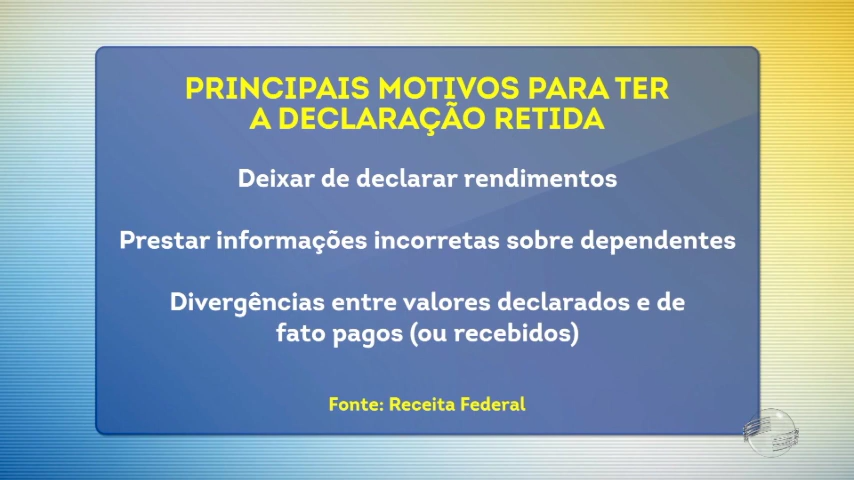 PRINCIPAIS MOTIVOS PARA TER
A DECLARAÇÃO RETIDA
Deixar de declarar rendimentos
Prestar informações incorretas sobre dependentes
Divergências entre valores declarados e de
fato pagos (ou recebidos)
Fonte: Receita Federal